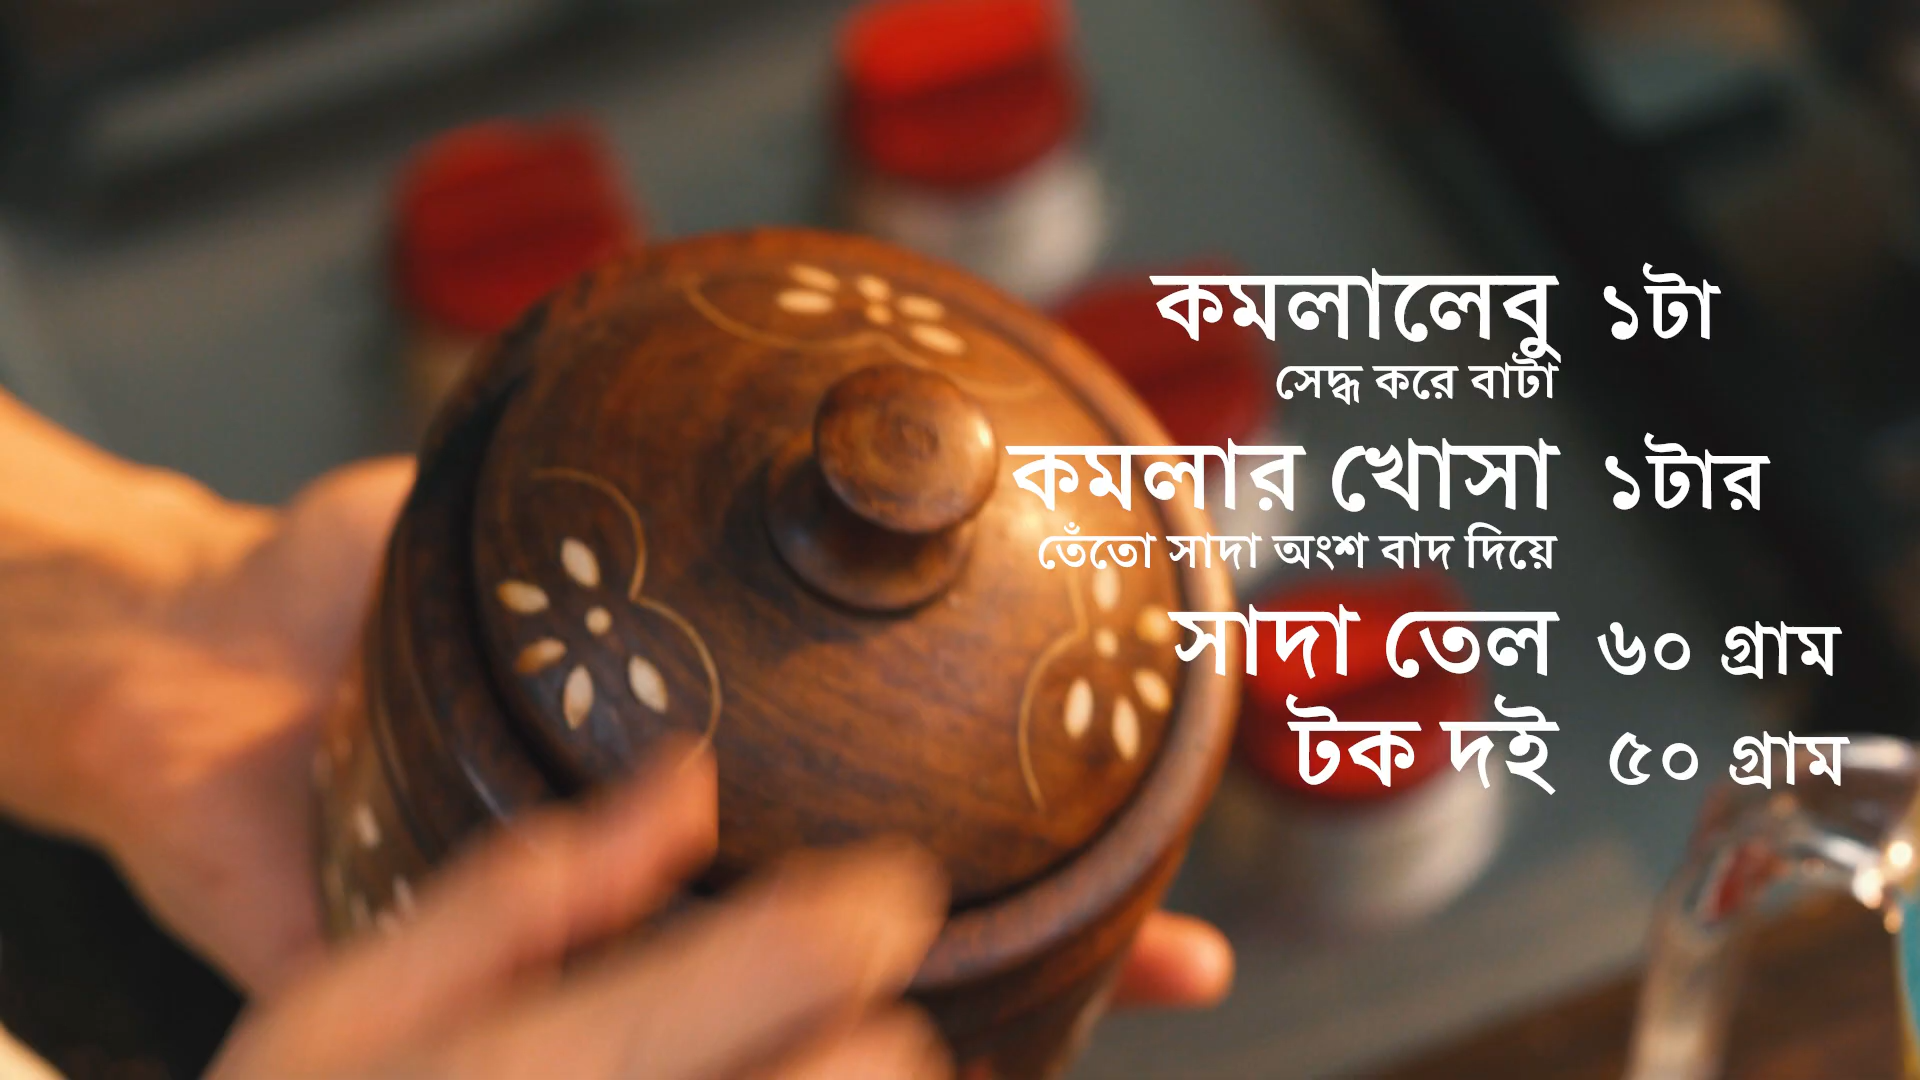 কমলালেবু ১টা
সেদ্ধ করে বাটা
কমলার খোসা ১টার
তেঁতো সাদা অংশ বাদ দিয়ে
সাদা তেল ৬০ গ্রাম
টক দই ৫০ গ্রাম